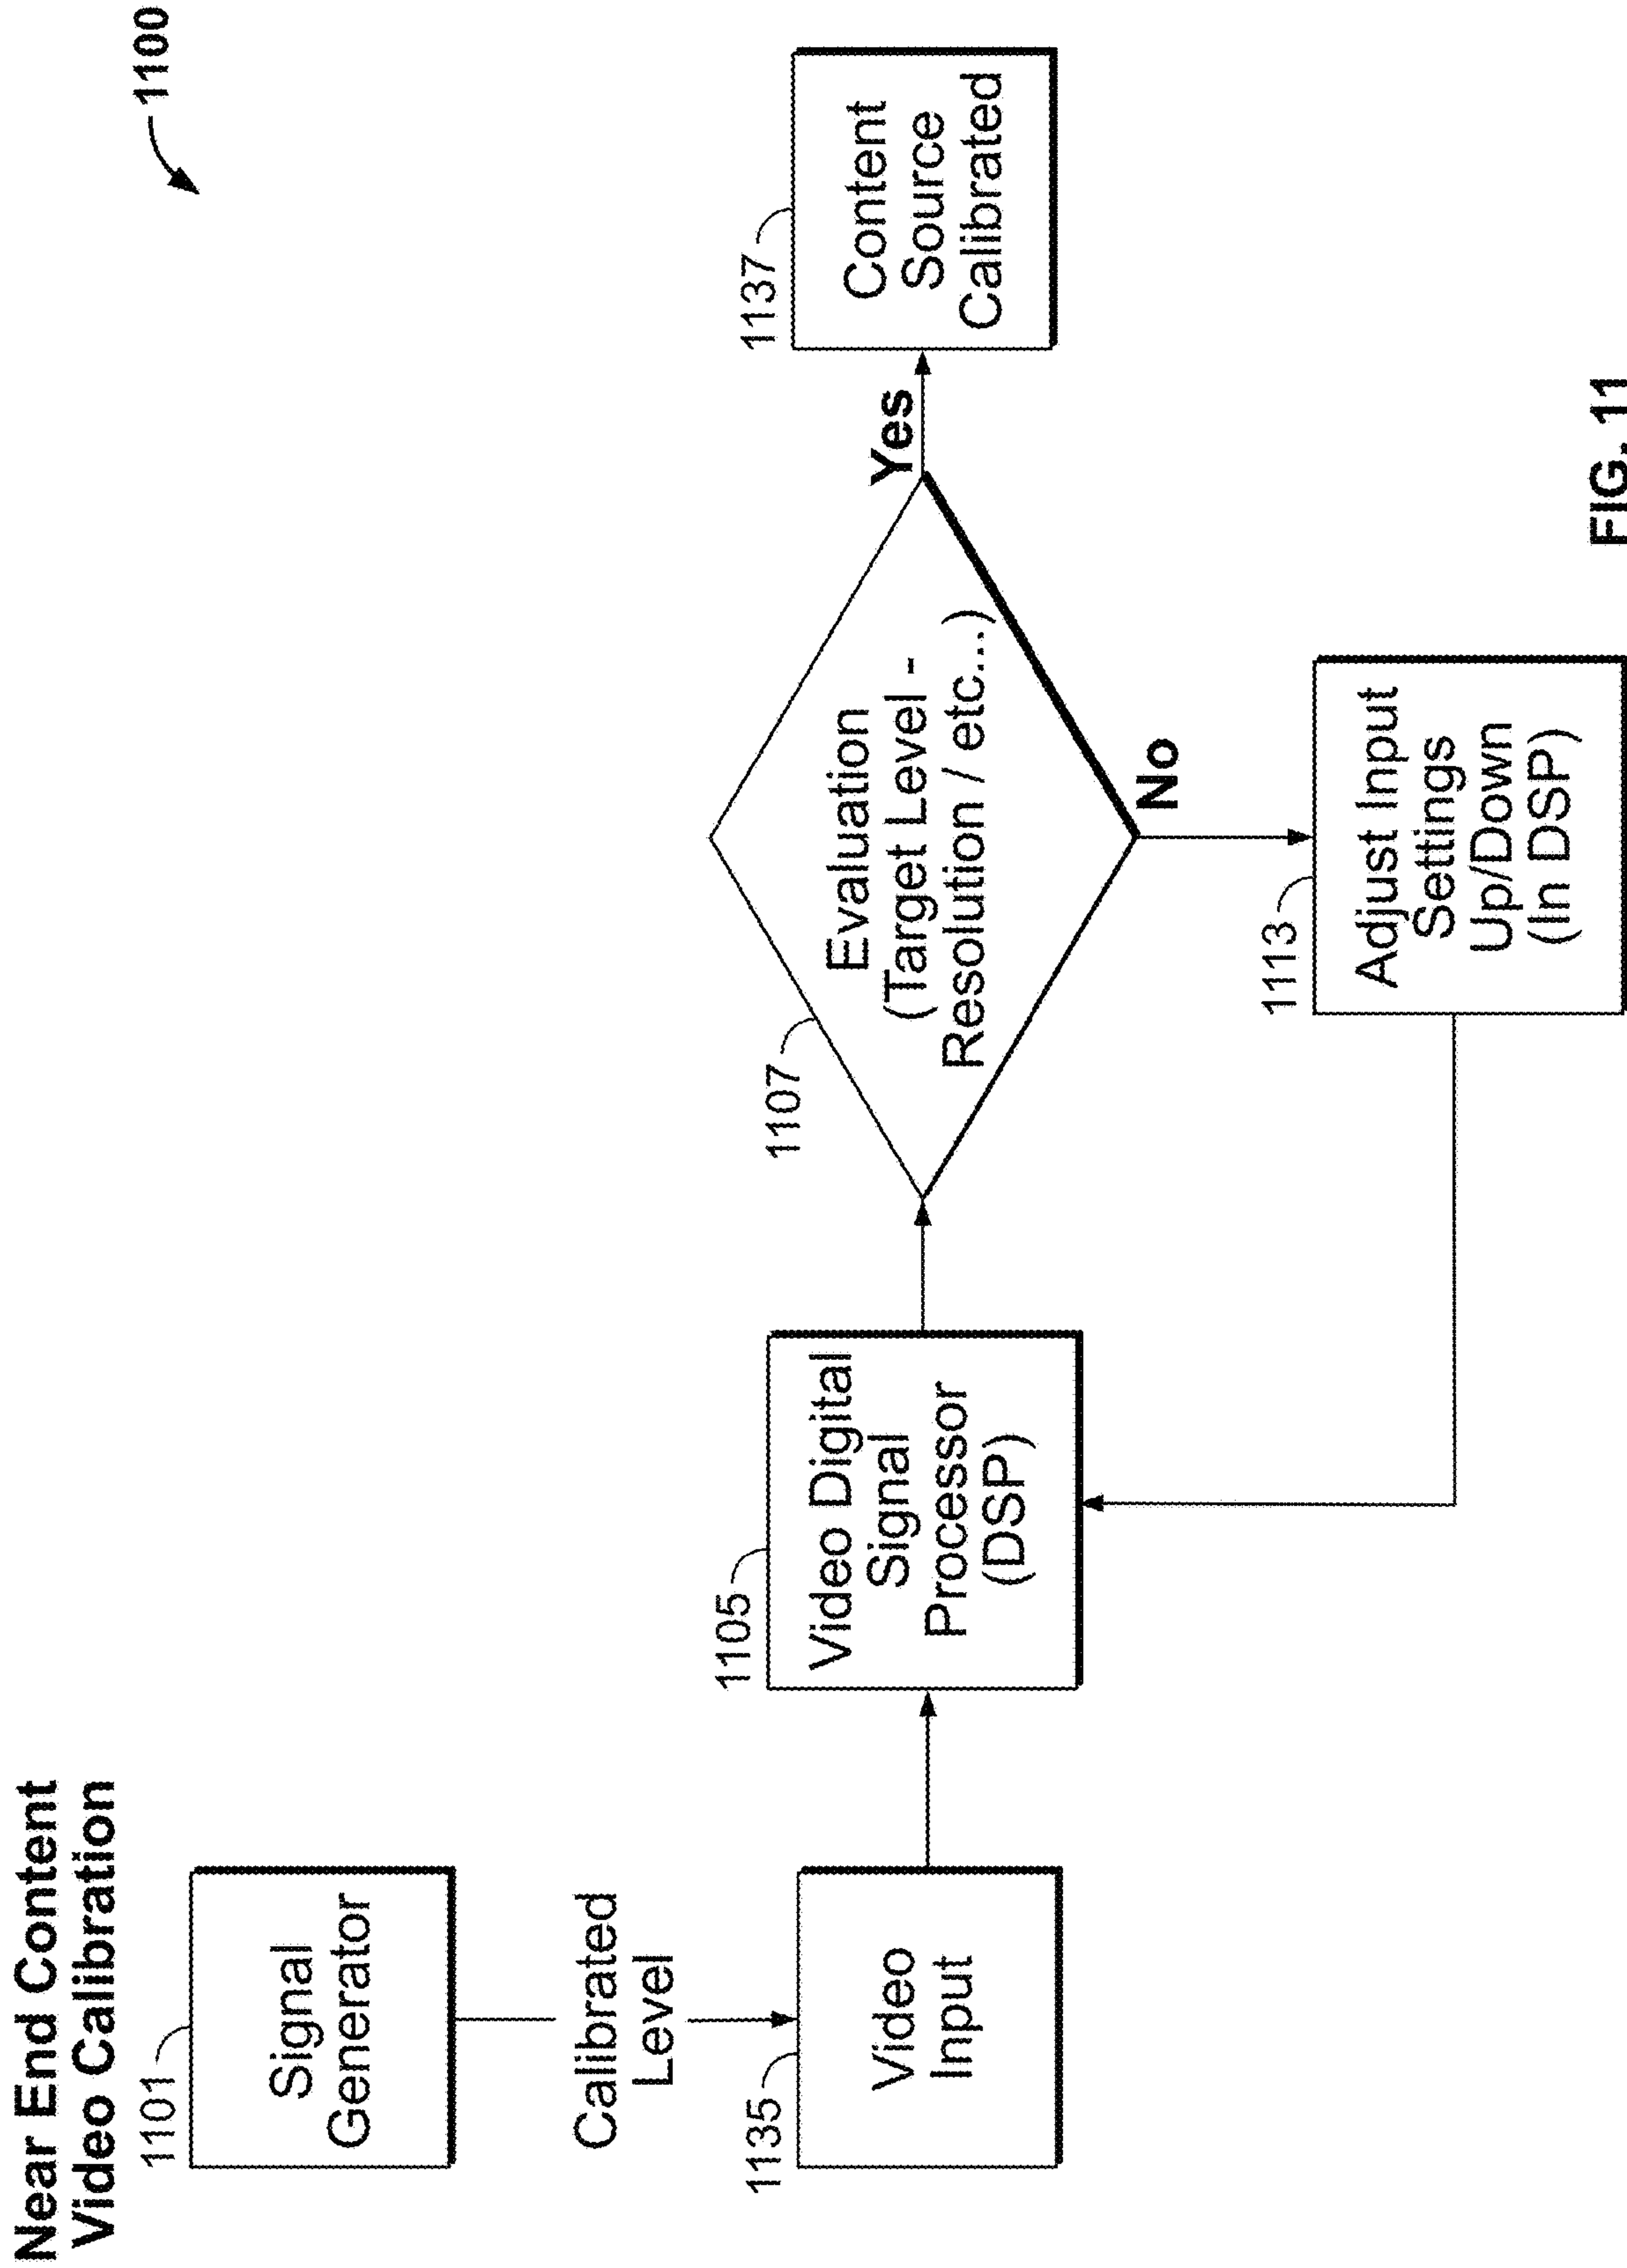 Near End Content
Video Calibration
1100
1101
Signal
Generator
Calibrated
Level
1135
Video
Input
1105
Video Digital
Signal
Processor
(DSP)
1107
Evaluation
(Target Level -
Resolution / etc...)
Yes
1137
Content
Source
Calibrated
No
1113
Adjust Input
Settings
Up/Down
(In DSP)
FIG. 11